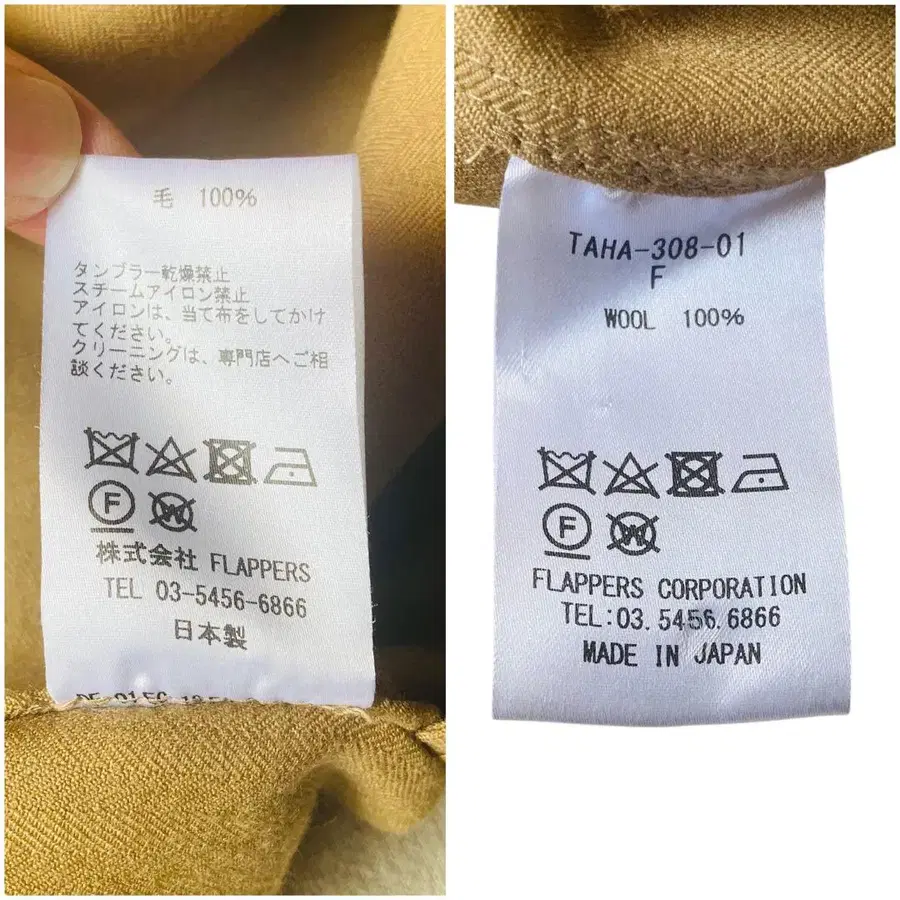 毛 100%
タンブラー乾燥禁止
スチームアイロン禁止
アイロンは、当て布をしてかけ
てください。
クリーニングは、専門店へご相
談ください。
F W
株式会社 FLAPPERS
TEL 03-5456-6866
日本製
TAHA-308-01
F
WOOL 100%
F W
FLAPPERS CORPORATION
TEL:03.5456.6866
MADE IN JAPAN